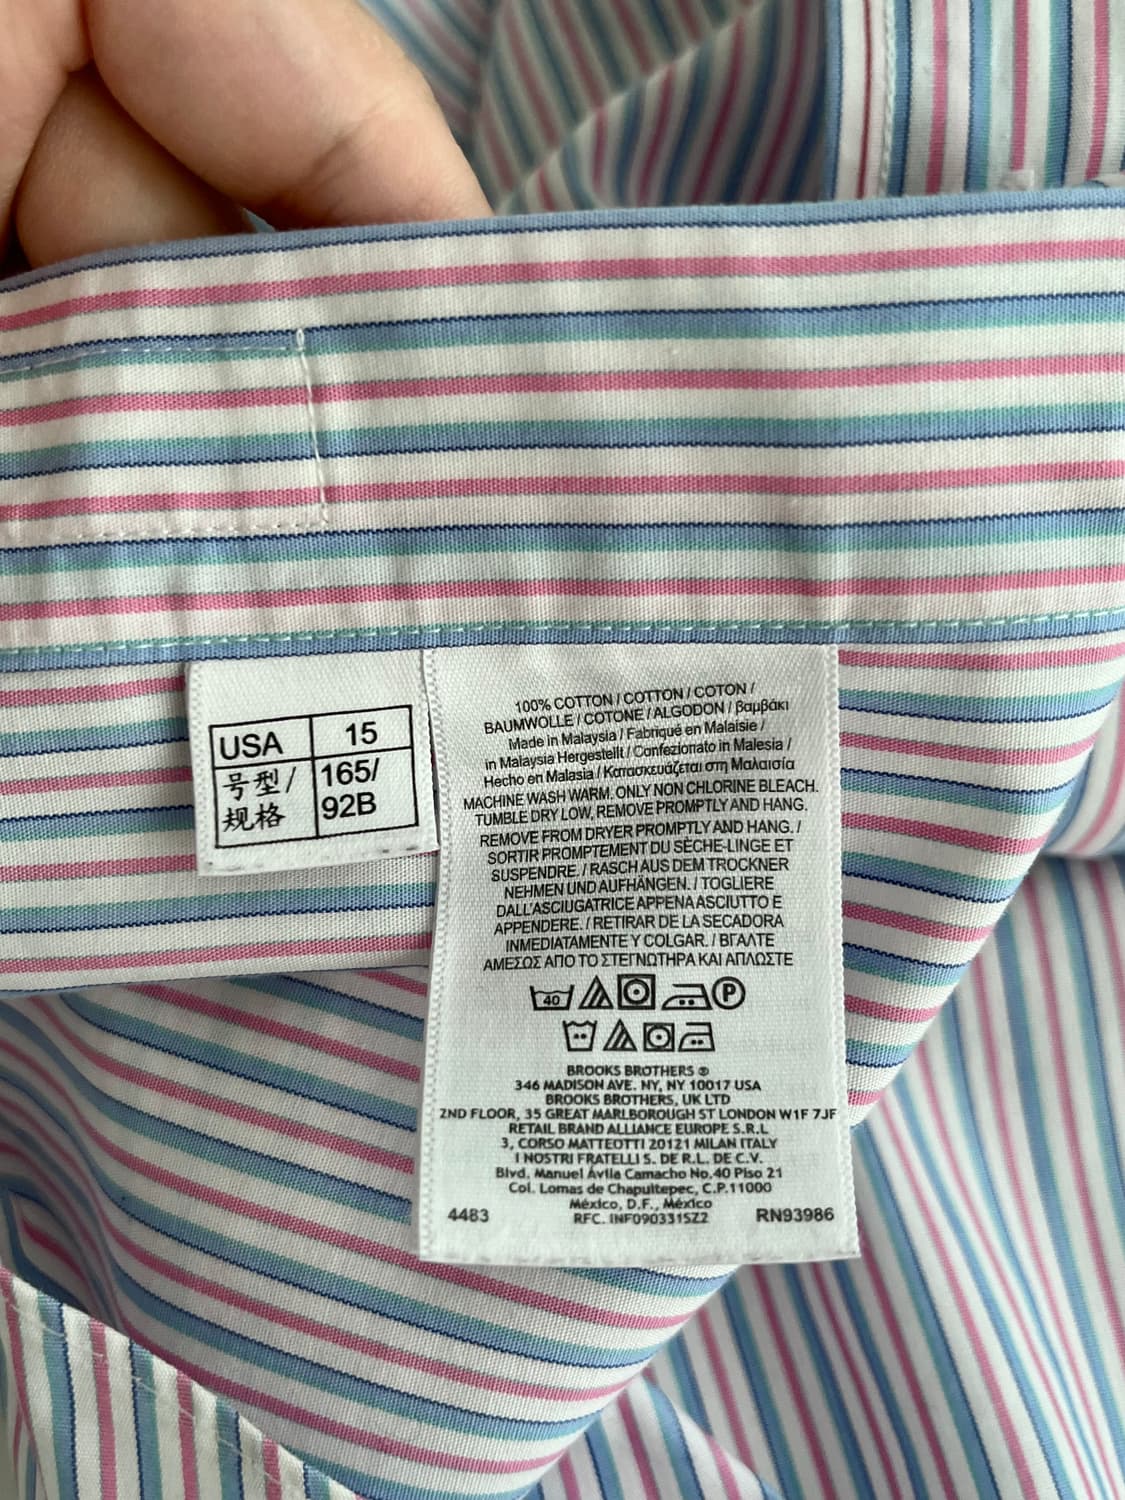 USA 15
号型/ 165/
规格 92B
100% COTTON / COTTON / COTON /
BAUMWOLLE / COTONE / ALGODON / βαμβάκι
Made in Malaysia / Fabriqué en Malaisie /
in Malaysia Hergestellt / Confezionato in Malesia /
Hecho en Malasia / Κατασκευάζεται στη Μαλαισία
MACHINE WASH WARM. ONLY NON CHLORINE BLEACH.
TUMBLE DRY LOW, REMOVE PROMPTLY AND HANG.
REMOVE FROM DRYER PROMPTLY AND HANG. /
SORTIR PROMPTEMENT DU SÈCHE-LINGE ET
SUSPENDRE. / RASCH AUS DEM TROCKNER
NEHMEN UND AUFHÄNGEN. / TOGLIERE
DALL'ASCIUGATRICE APPENA ASCIUTTO E
APPENDERE. / RETIRAR DE LA SECADORA
INMEDIATAMENTE Y COLGAR. / ΒΓΑΛΤΕ
ΑΜΕΣΩΣ ΑΠΟ ΤΟ ΣΤΕΓΝΩΤΗΡΑ ΚΑΙ ΑΠΛΩΣΤΕ
40 P
BROOKS BROTHERS ®
346 MADISON AVE. NY, NY 10017 USA
BROOKS BROTHERS, UK LTD
2ND FLOOR, 35 GREAT MARLBOROUGH ST LONDON W1F 7JF
RETAIL BRAND ALLIANCE EUROPE S.R.L
3, CORSO MATTEOTTI 20121 MILAN ITALY
I NOSTRI FRATELLI S. DE R.L. DE C.V.
Blvd. Manuel Ávila Camacho No.40 Piso 21
Col. Lomas de Chapultepec, C.P.11000
México, D.F., México
4483 RFC. INF090331SZ2 RN93986